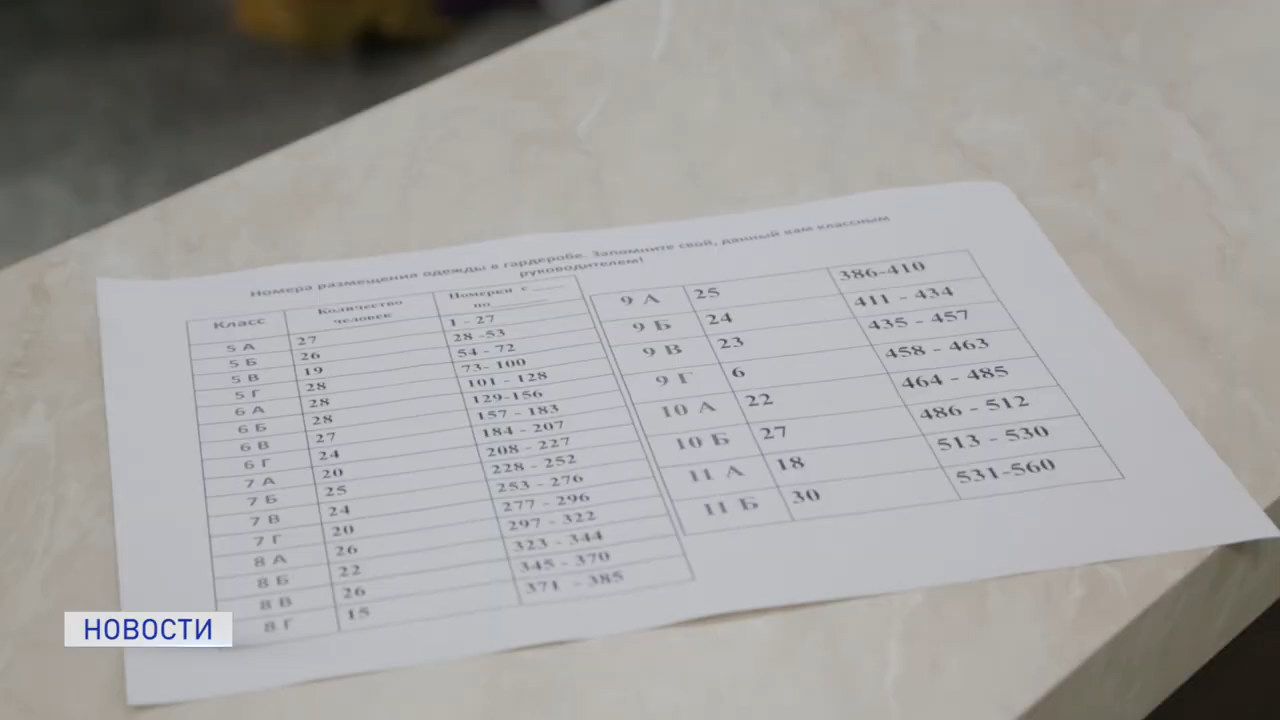 Номера размещения одежды в гардеробе. Запомните свой, данный вам классным
руководителем!
Класс Количество человек Номерки с ____ по ____
5 А 27 1 - 27
5 Б 26 28 -53
5 В 19 54 - 72
5 Г 28 73- 100
6 А 28 101 - 128
6 Б 28 129-156
6 В 27 157 - 183
6 Г 24 184 - 207
7 А 20 208 - 227
7 Б 25 228 - 252
7 В 24 253 - 276
7 Г 20 277 - 296
8 А 26 297 - 322
8 Б 22 323 - 344
8 В 26 345 - 370
8 Г 15 371 - 385
9 А 25 386-410
9 Б 24 411 - 434
9 В 23 435 - 457
9 Г 6 458 - 463
10 А 22 464 - 485
10 Б 27 486 - 512
11 А 18 513 - 530
11 Б 30 531-560
НОВОСТИ